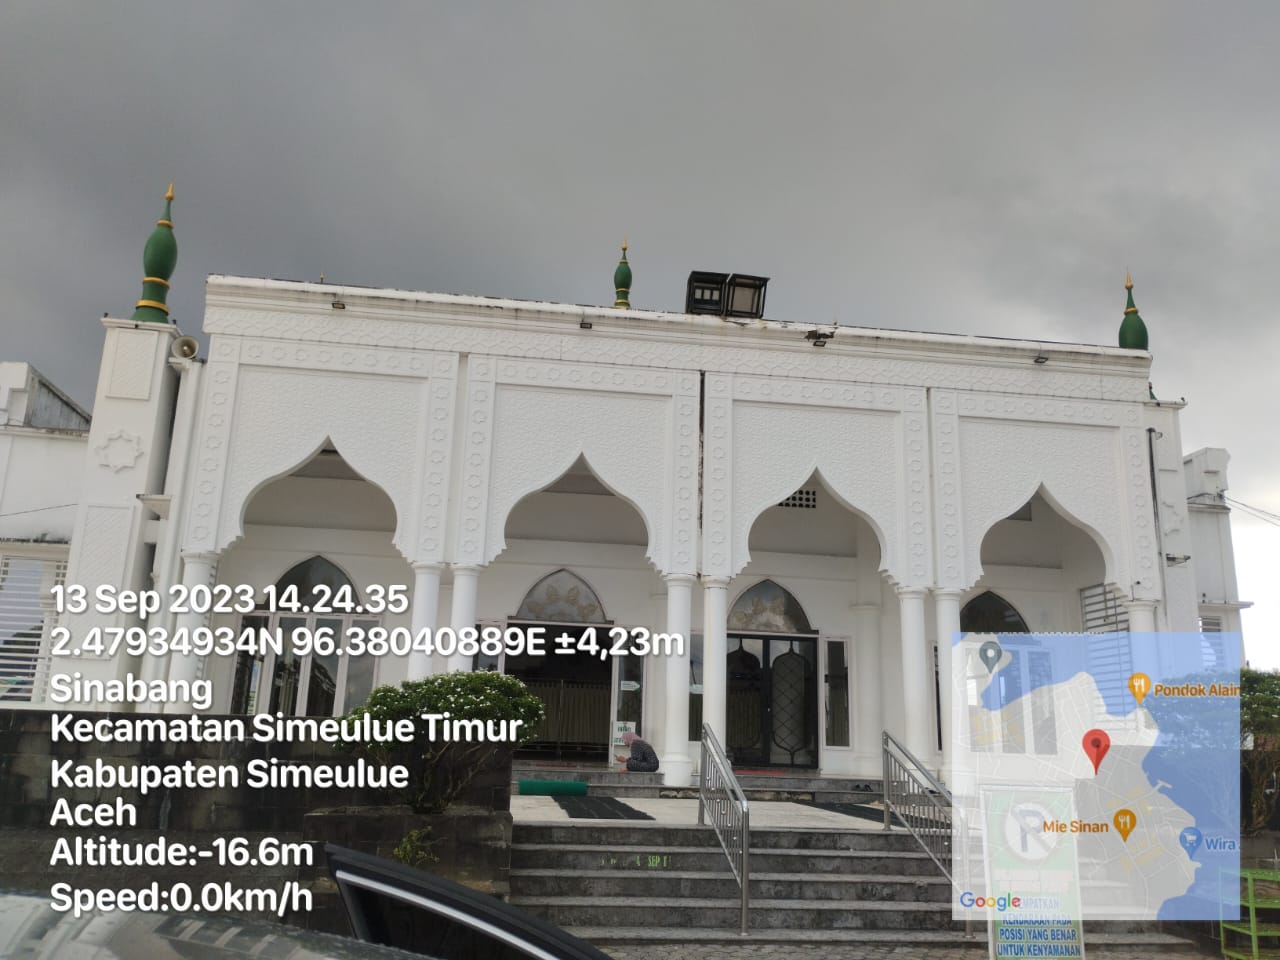 13 Sep 2023 14.24.35
2.47934934N 96.38040889E ±4,23m
Sinabang
Kecamatan Simeulue Timur
Kabupaten Simeulue
Aceh
Altitude:-16.6m
Speed:0.0km/h
Pondok Alain
Mie Sinan
Wira
Google
P
KENDARAAN PADA
POSISI YANG BENAR
UNTUK KENYAMANAN